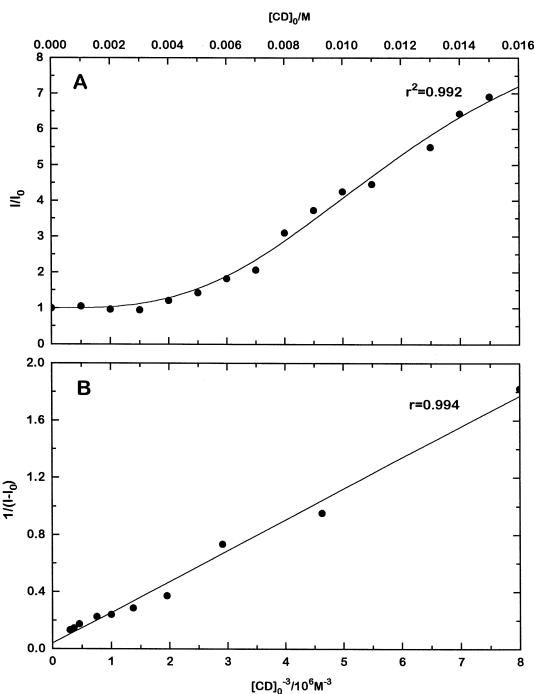 [CD]₀/M
0.000 0.002 0.004 0.006 0.008 0.010 0.012 0.014 0.016
8
A
r²=0.992
7
6
5
4
3
2
1
0
I/I₀
2.0
B
r=0.994
1.6
1.2
0.8
0.4
0.0
1/(I-I₀)
0 1 2 3 4 5 6 7 8
[CD]₀⁻³/10⁶M⁻³